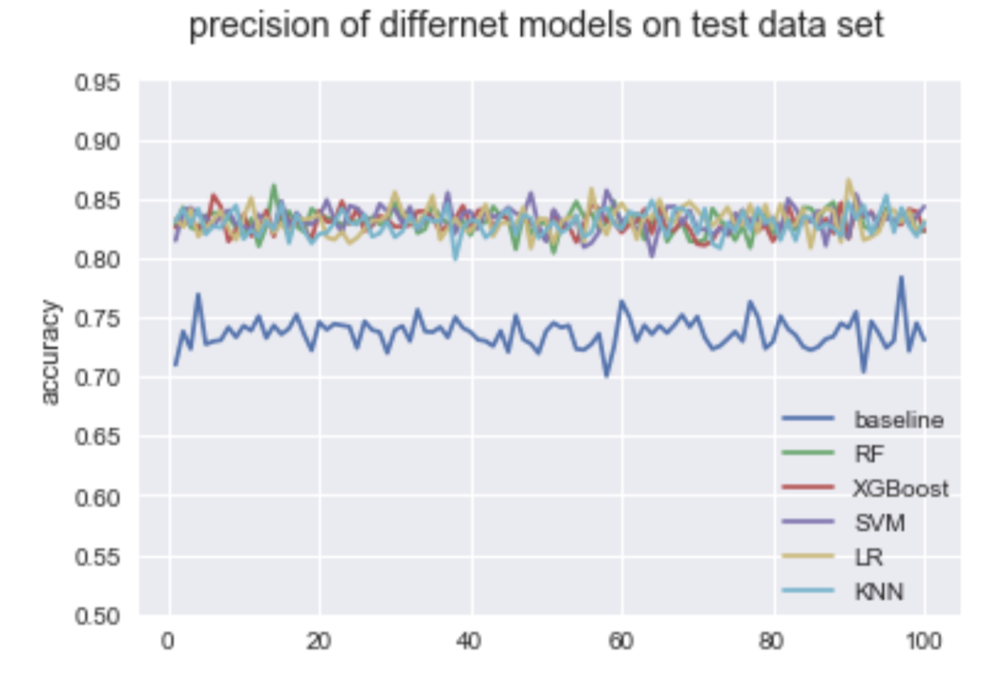 precision of differnet models on test data set
0.95
0.90
0.85
0.80
0.75
0.70
0.65
0.60
0.55
0.50
accuracy
baseline
RF
XGBoost
SVM
LR
KNN
0 20 40 60 80 100